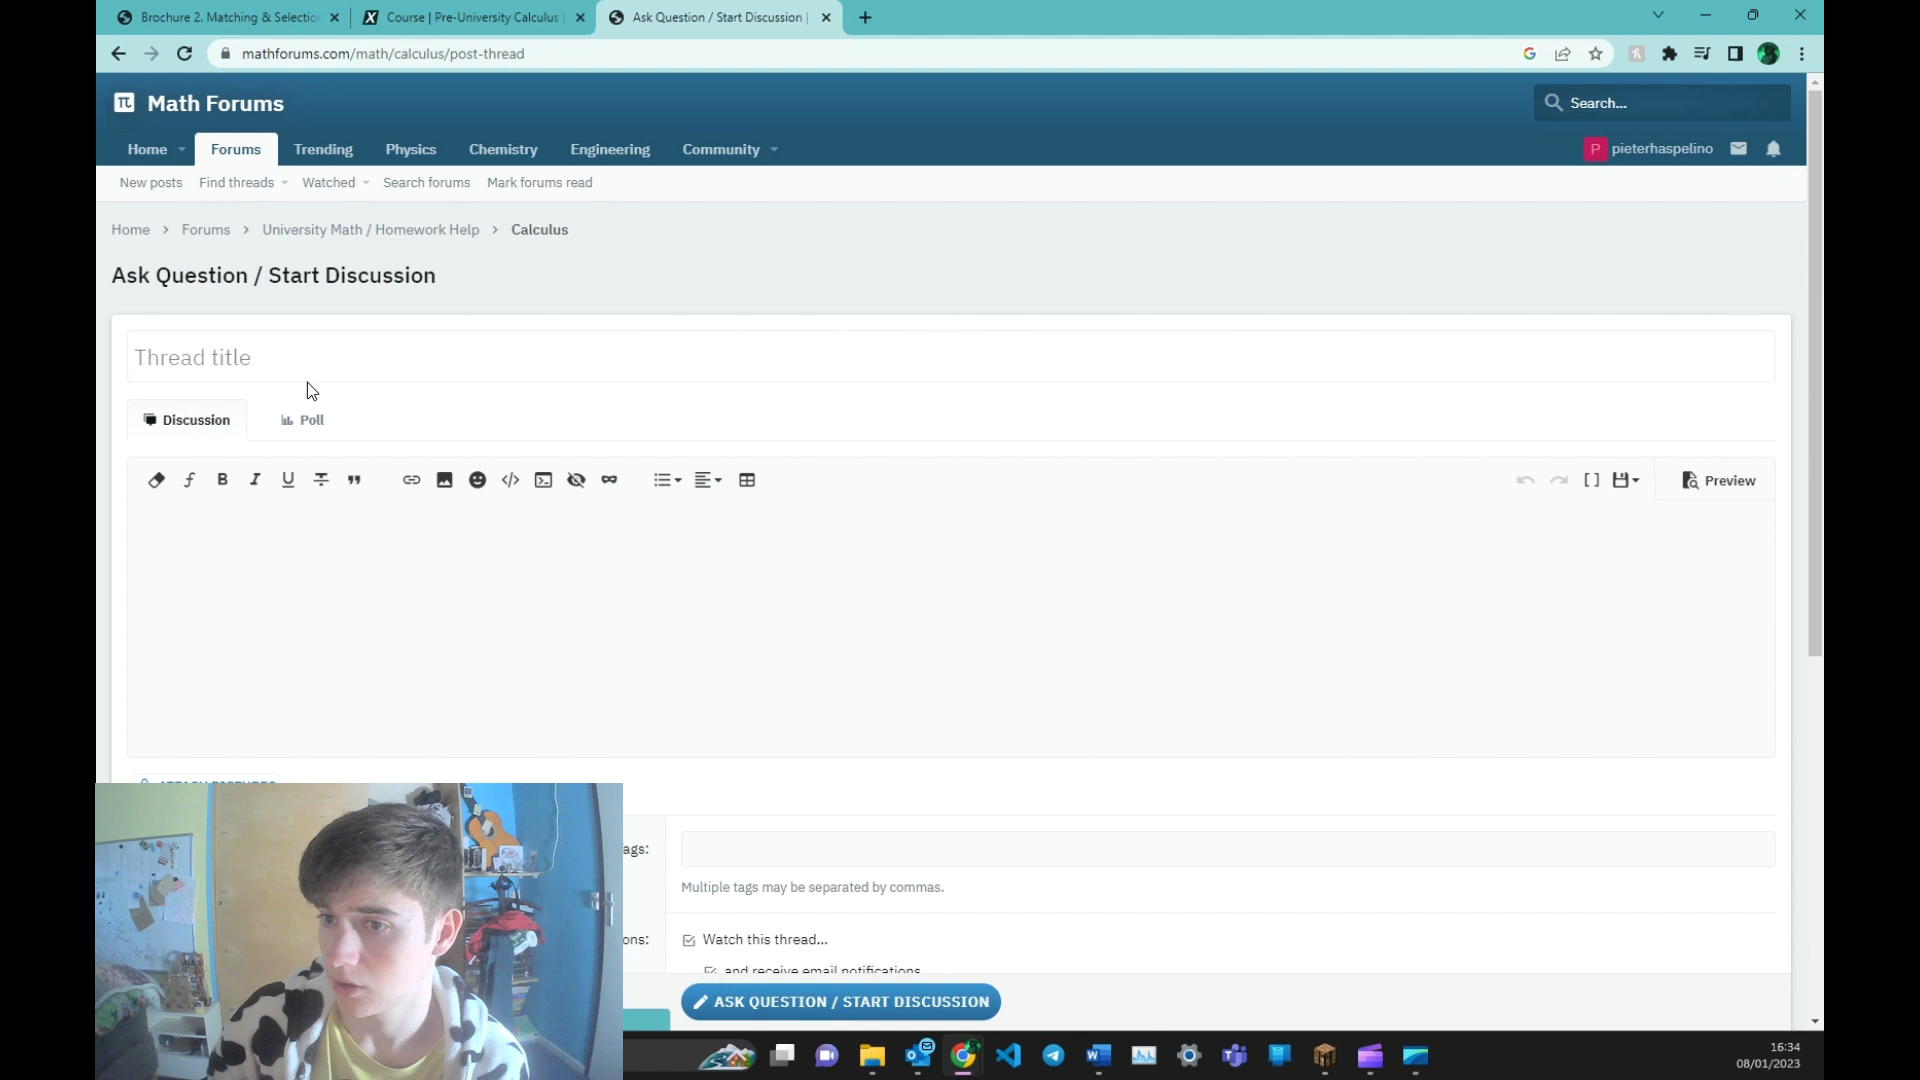 Brochure 2. Matching & Selectio
Course | Pre-University Calculus
Ask Question / Start Discussion |
mathforums.com/math/calculus/post-thread
Math Forums
Search...
Home
Forums
Trending
Physics
Chemistry
Engineering
Community
P pieterhaspelino
New posts
Find threads
Watched
Search forums
Mark forums read
Home > Forums > University Math / Homework Help > Calculus
Ask Question / Start Discussion
Thread title
Discussion
Poll
Preview
ATTACH PICTURES
ags:
Multiple tags may be separated by commas.
ons:
Watch this thread...
and receive email notifications
ASK QUESTION / START DISCUSSION
16:34
08/01/2023